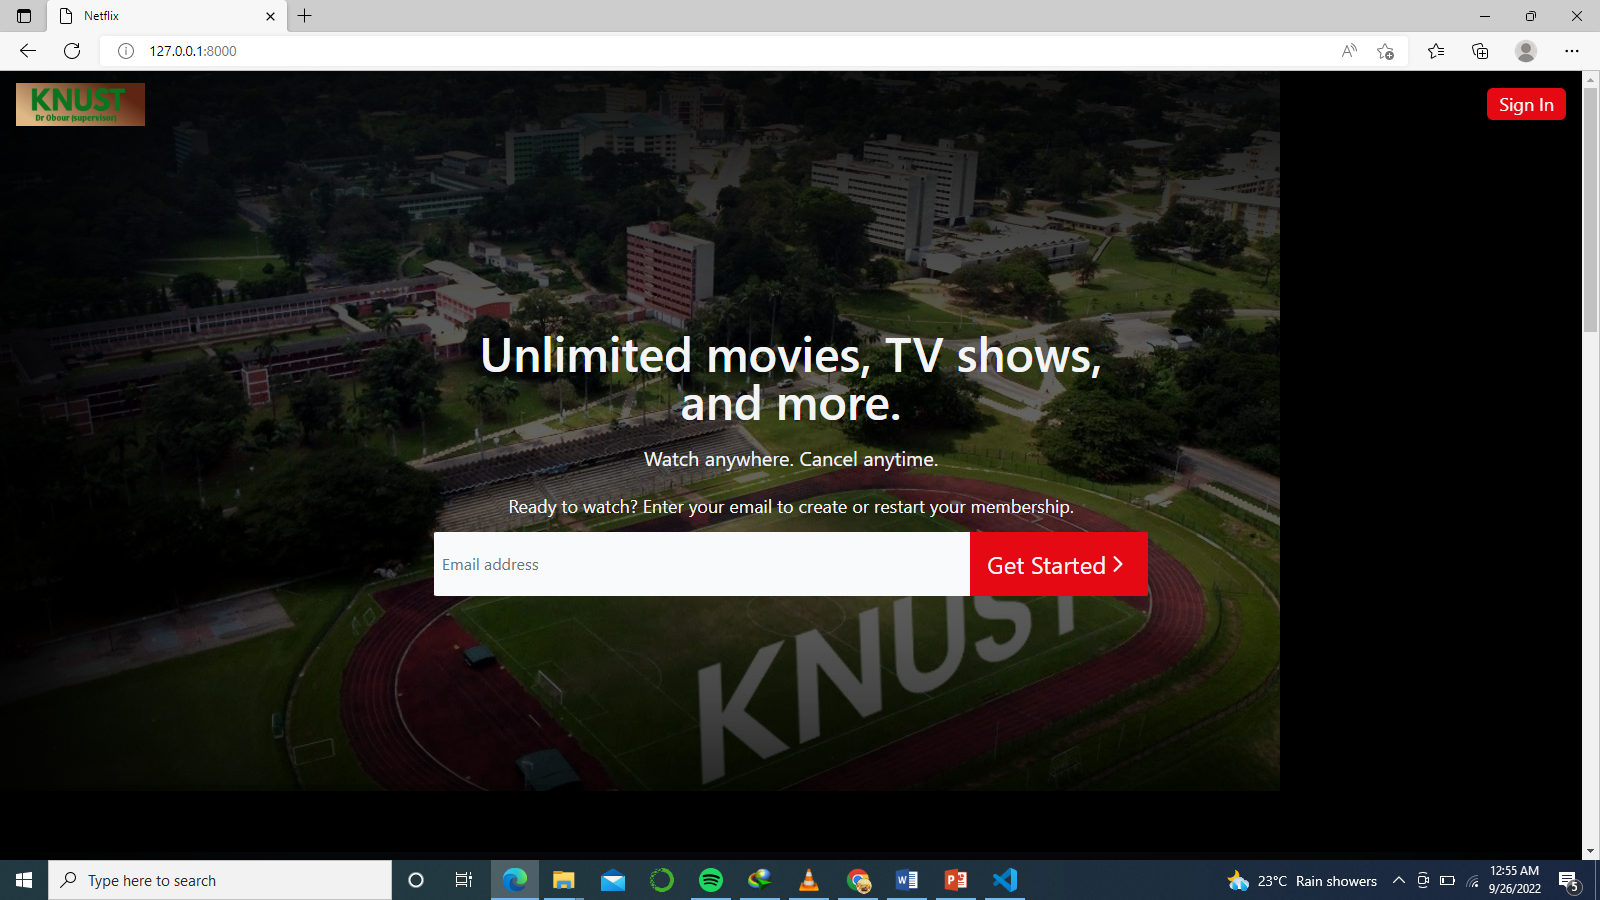 Netflix
127.0.0.1:8000
KNUST
Dr Obour (supervisor)
Sign In
Unlimited movies, TV shows,
and more.
Watch anywhere. Cancel anytime.
Ready to watch? Enter your email to create or restart your membership.
Email address
Get Started
KNUST
Type here to search
23°C Rain showers
12:55 AM
9/26/2022
5